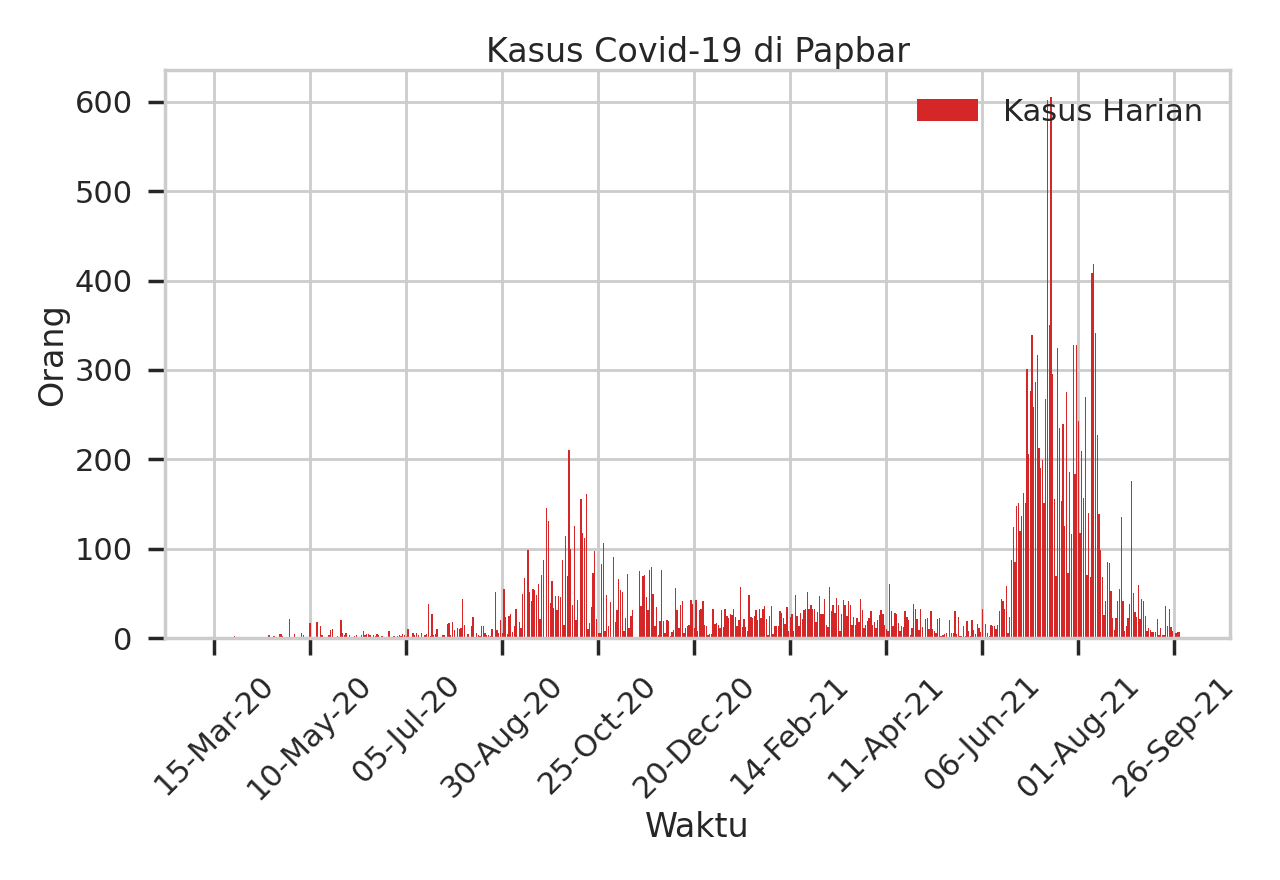 Kasus Covid-19 di Papbar
Kasus Harian
600
500
400
300
200
100
0
Orang
15-Mar-20
10-May-20
05-Jul-20
30-Aug-20
25-Oct-20
20-Dec-20
14-Feb-21
11-Apr-21
06-Jun-21
01-Aug-21
26-Sep-21
Waktu